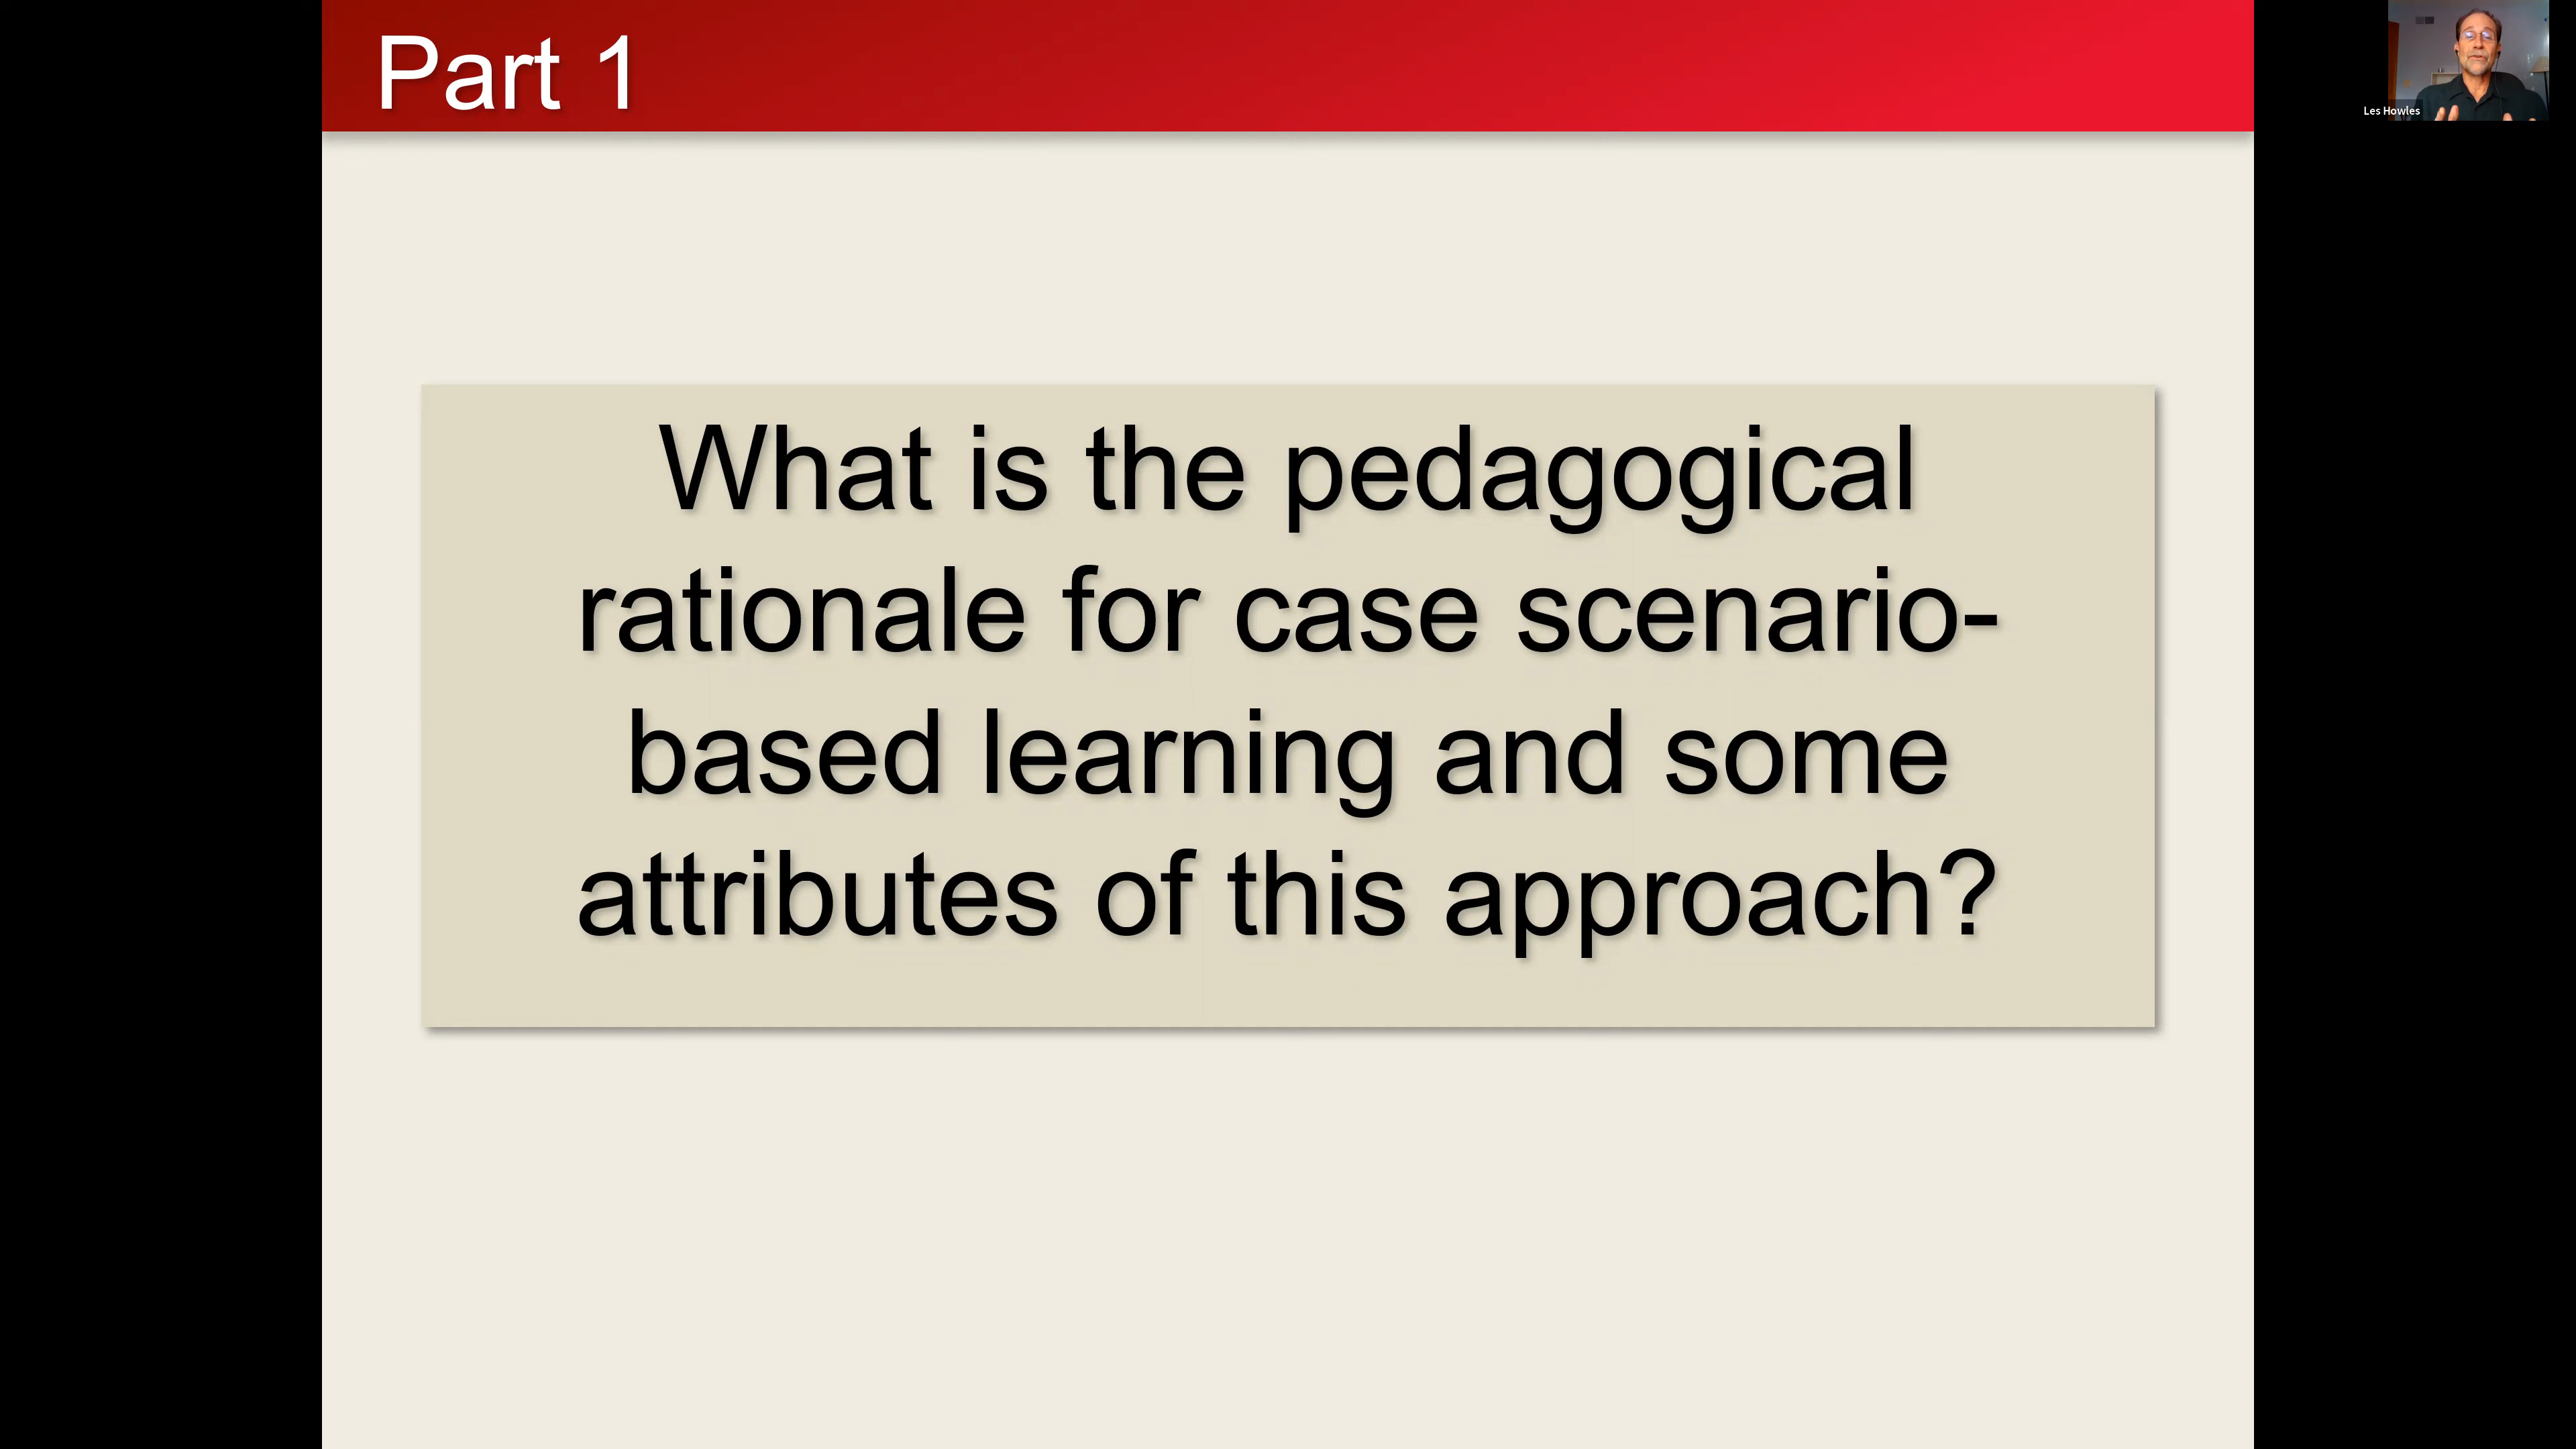 Part 1
Les Howles
What is the pedagogical
rationale for case scenario-
based learning and some
attributes of this approach?